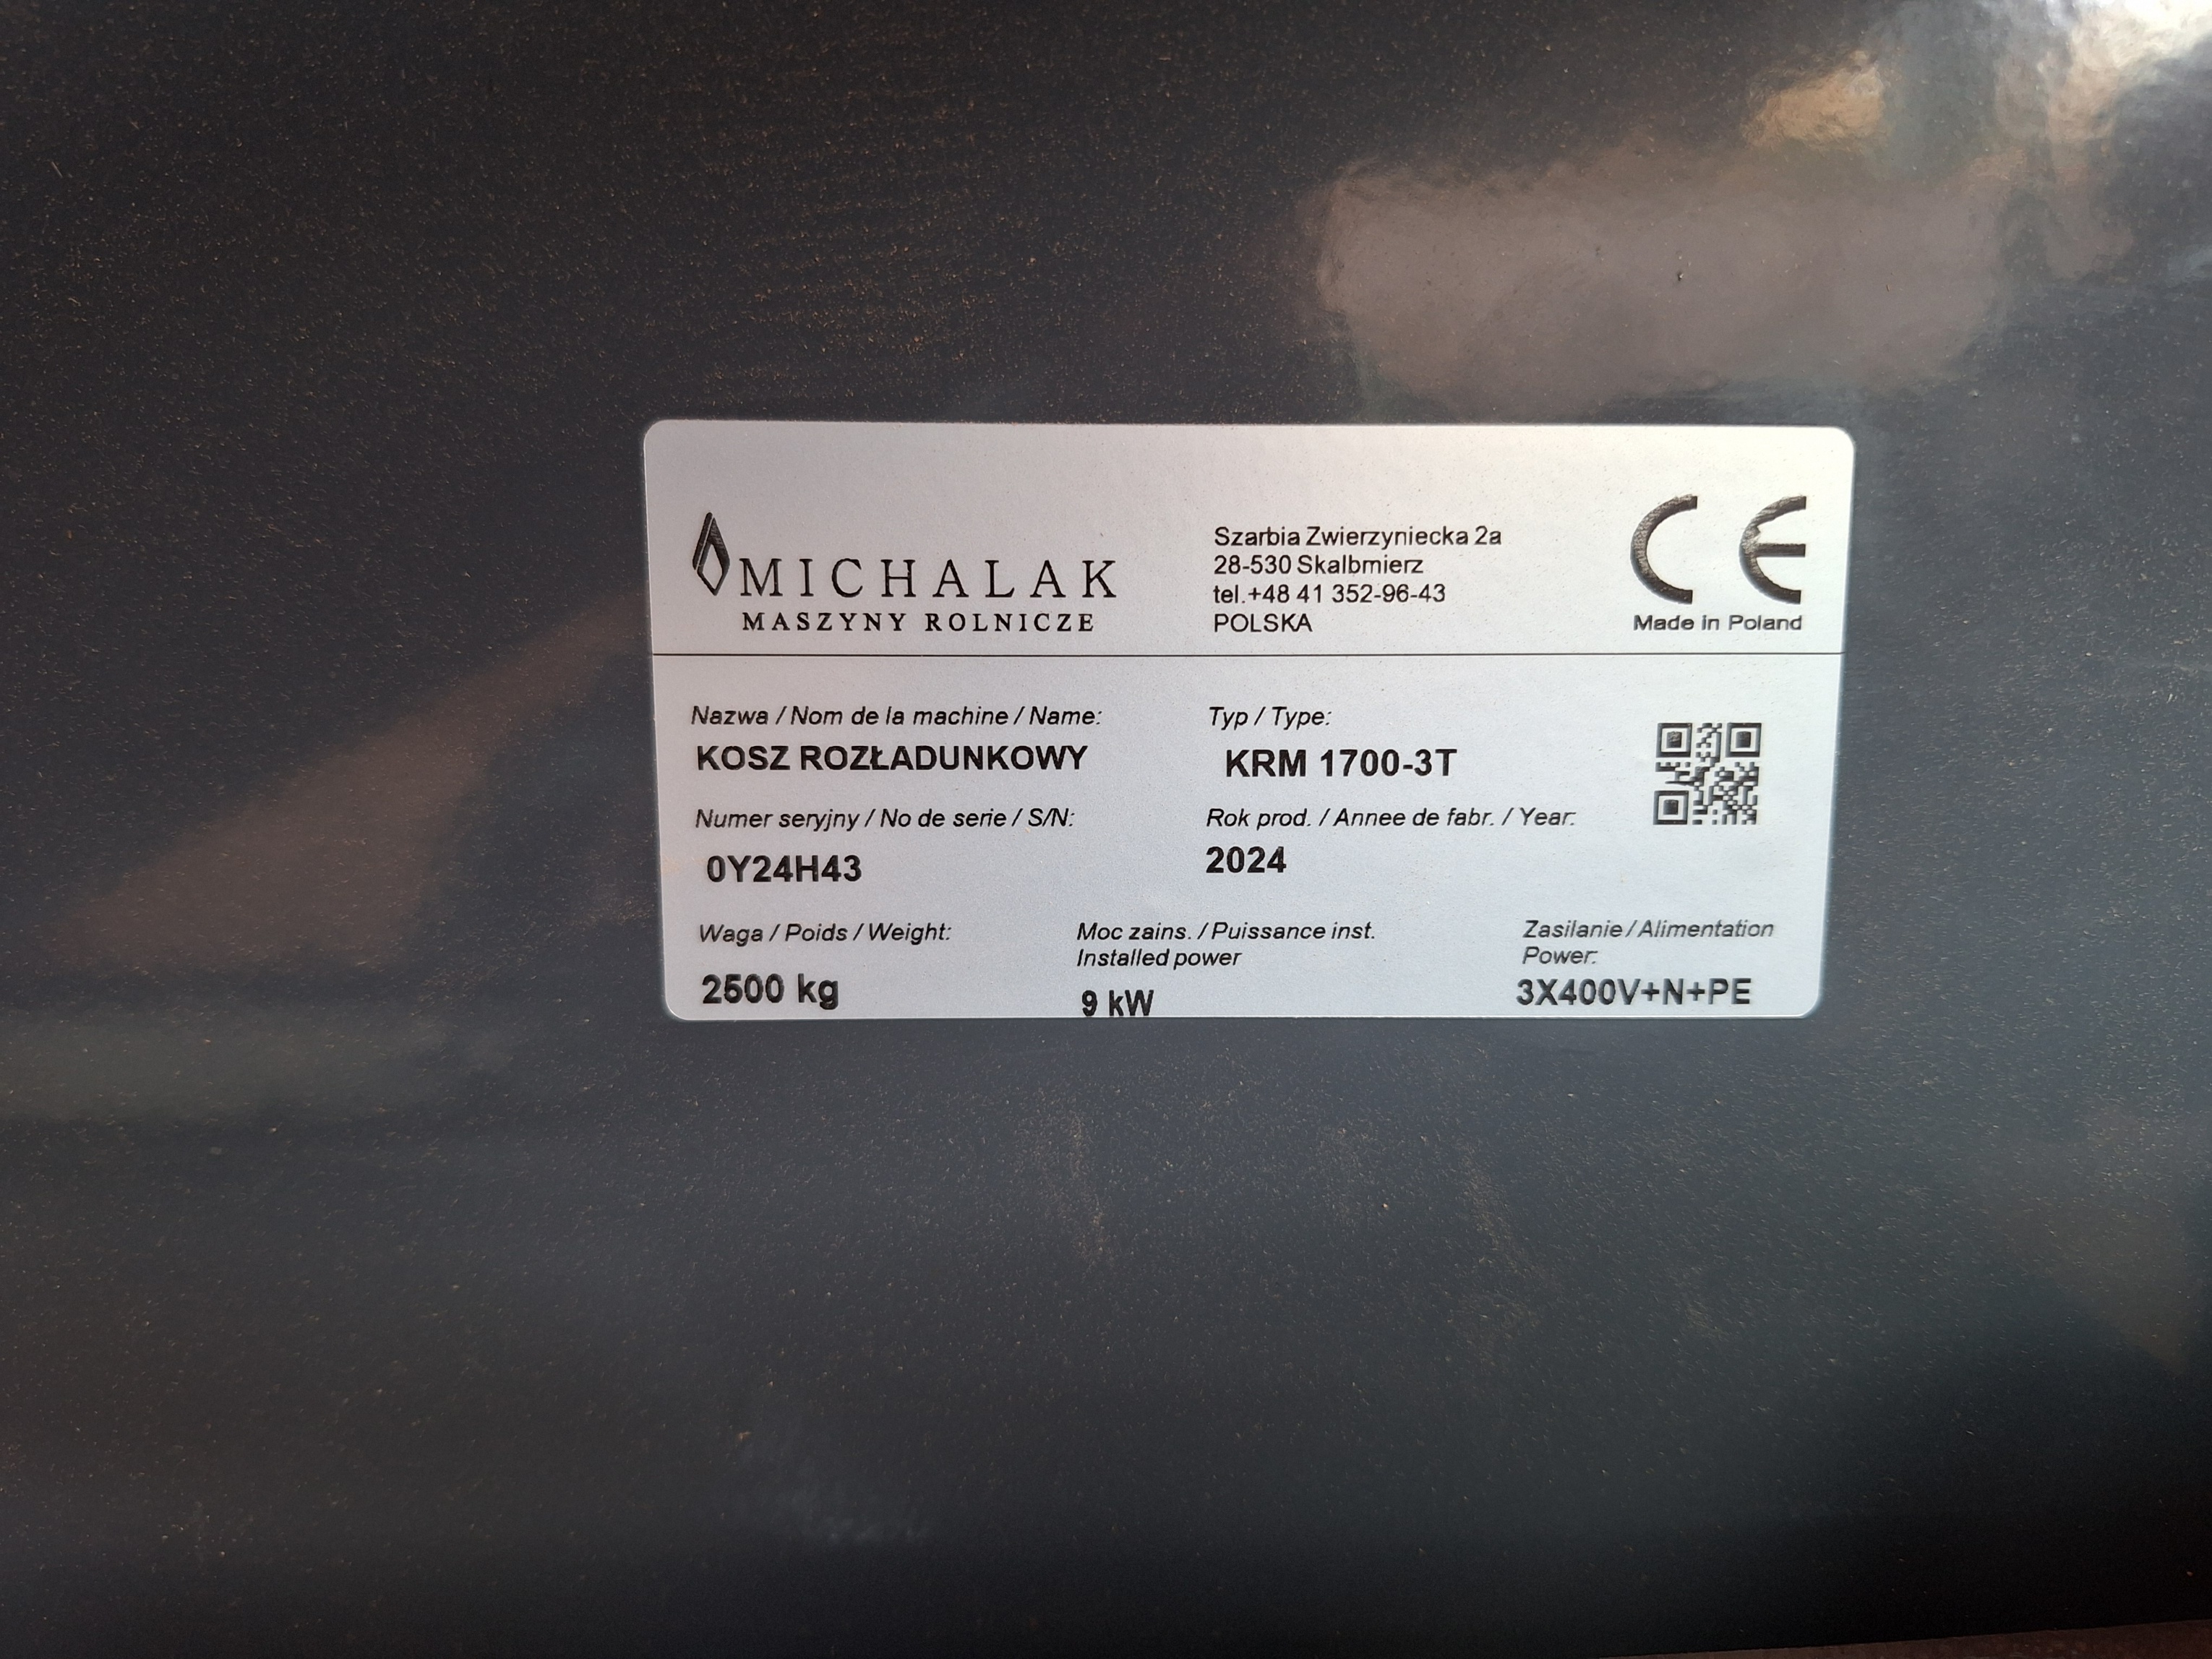 MICHALAK
MASZYNY ROLNICZE
Szarbia Zwierzyniecka 2a
28-530 Skalbmierz
tel.+48 41 352-96-43
POLSKA
CE
Made in Poland
Nazwa / Nom de la machine / Name:
KOSZ ROZŁADUNKOWY
Typ / Type:
KRM 1700-3T
Numer seryjny / No de serie / S/N:
0Y24H43
Rok prod. / Annee de fabr. / Year:
2024
Waga / Poids / Weight:
2500 kg
Moc zains. / Puissance inst.
Installed power
9 kW
Zasilanie / Alimentation
Power:
3X400V+N+PE